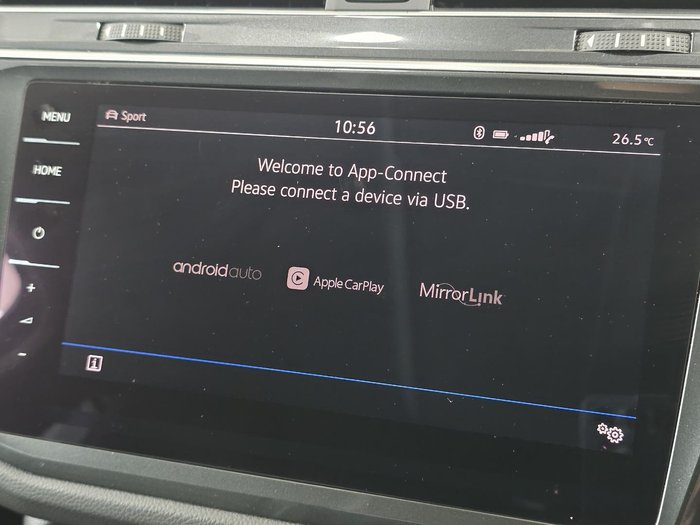 MENU
Sport
10:56
26.5°C
HOME
Welcome to App-Connect
Please connect a device via USB.
androidauto
Apple CarPlay
MirrorLink
+
-
i